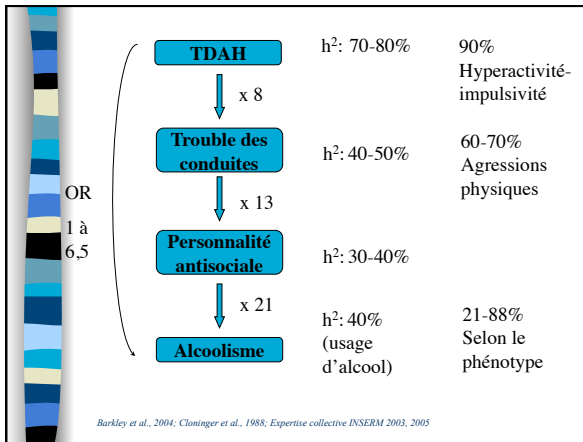 TDAH
h²: 70-80%
90%
Hyperactivité-
impulsivité
x 8
Trouble des
conduites
h²: 40-50%
60-70%
Agressions
physiques
OR
1 à
6,5
x 13
Personnalité
antisociale
h²: 30-40%
x 21
Alcoolisme
h²: 40%
(usage
d'alcool)
21-88%
Selon le
phénotype
Barkley et al., 2004; Cloninger et al., 1988; Expertise collective INSERM 2003, 2005